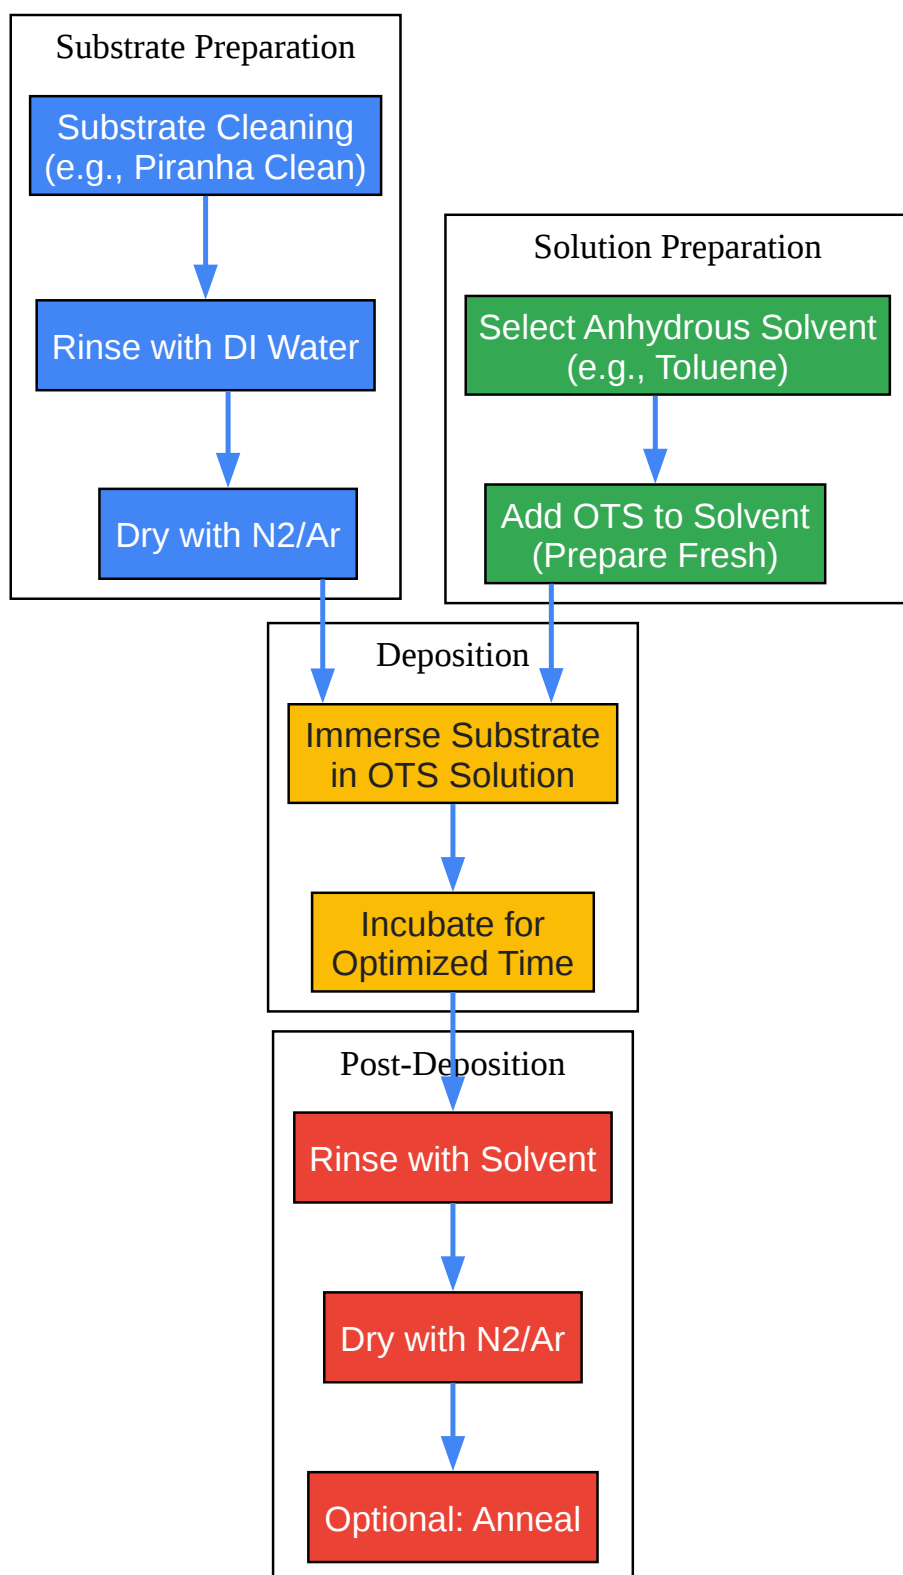 Substrate Preparation
Substrate Cleaning
(e.g., Piranha Clean)
Rinse with DI Water
Dry with N2/Ar
Solution Preparation
Select Anhydrous Solvent
(e.g., Toluene)
Add OTS to Solvent
(Prepare Fresh)
Deposition
Immerse Substrate
in OTS Solution
Incubate for
Optimized Time
Post-Deposition
Rinse with Solvent
Dry with N2/Ar
Optional: Anneal